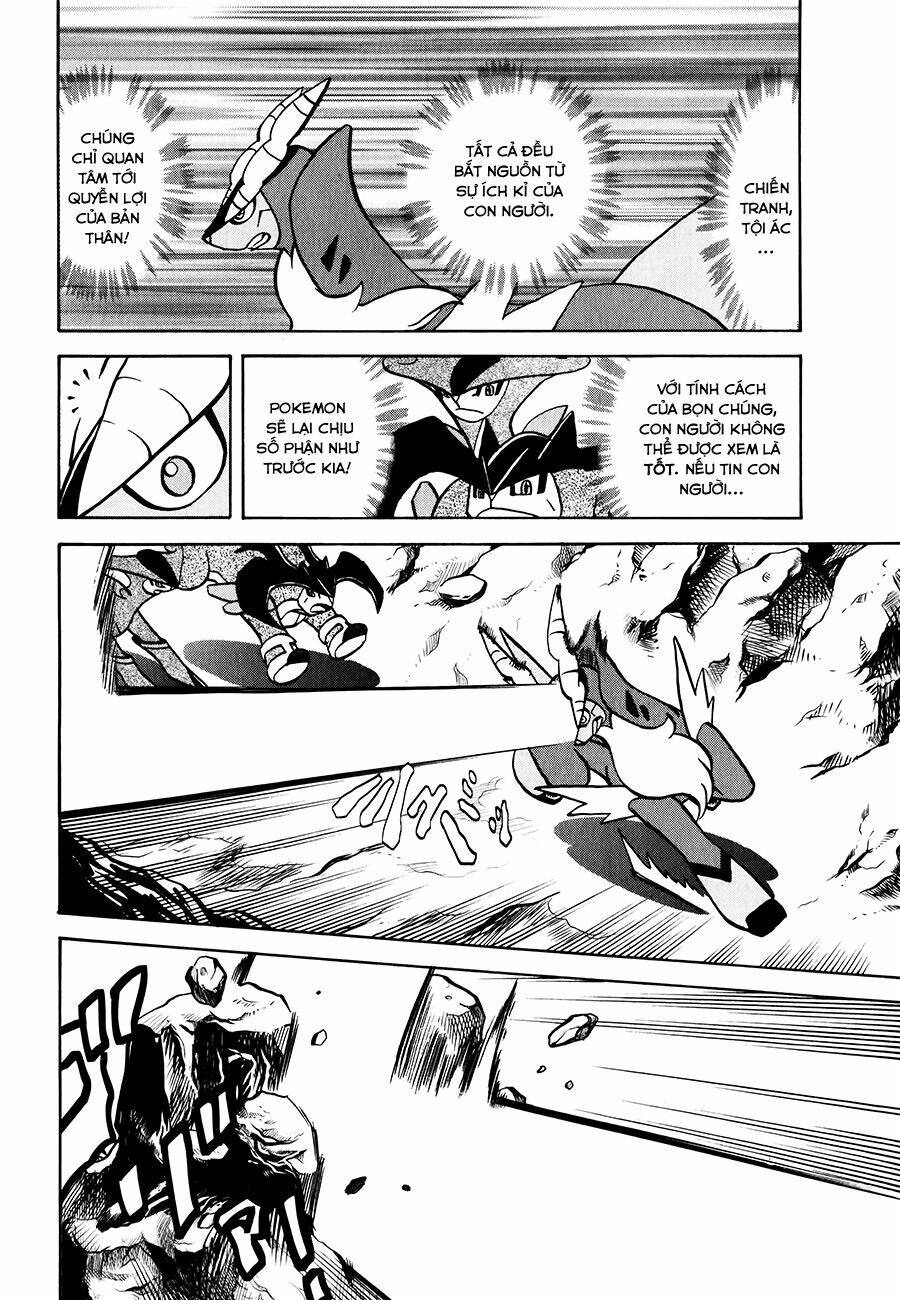 CHIẾN
TRANH,
TỘI ÁC
...
TẤT CẢ ĐỀU
BẮT NGUỒN TỪ
SỰ ÍCH KỈ CỦA
CON NGƯỜI.
CHÚNG
CHỈ QUAN
TÂM TỚI
QUYỀN LỢI
CỦA BẢN
THÂN!
VỚI TÍNH CÁCH
CỦA BỌN CHÚNG,
CON NGƯỜI KHÔNG
THỂ ĐƯỢC XEM LÀ
TỐT. NẾU TIN CON
NGƯỜI...
POKEMON
SẼ LẠI CHỊU
SỐ PHẬN NHƯ
TRƯỚC KIA!